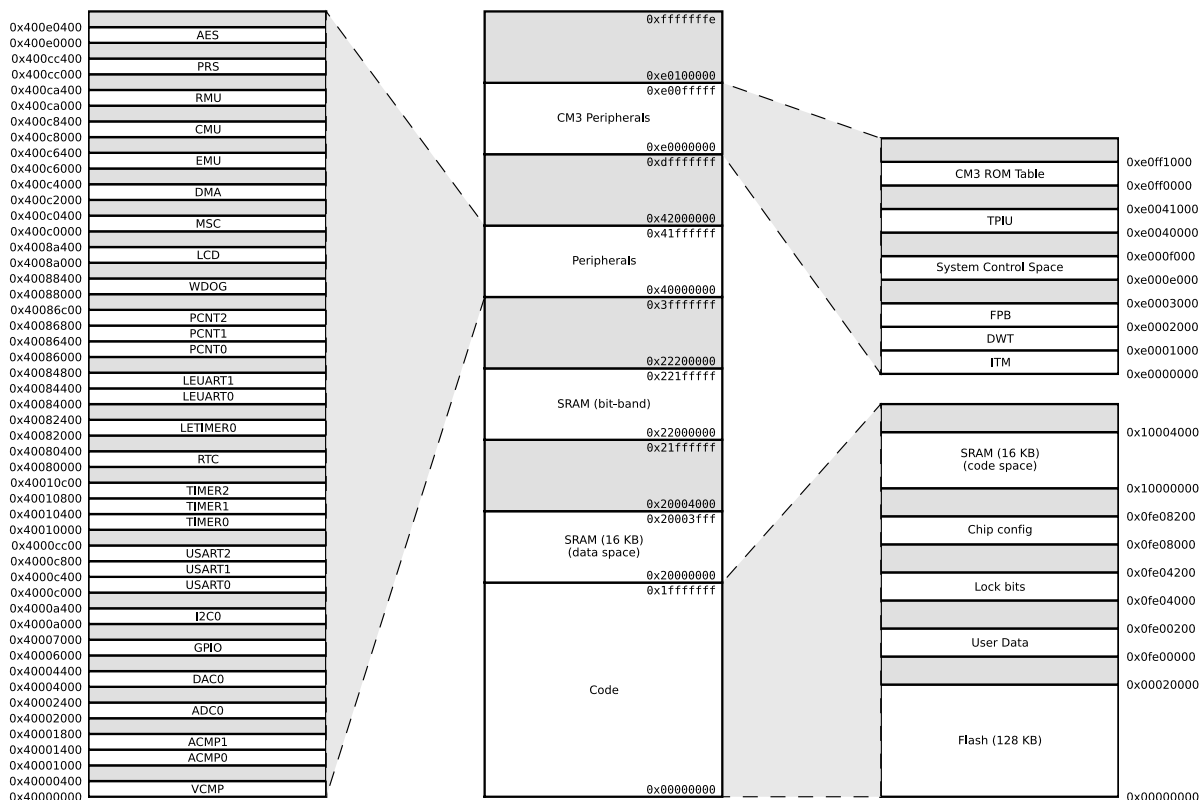 0x400e0400
AES
0x400e0000
0x400cc400
PRS
0x400cc000
0x400ca400
RMU
0x400ca000
0x400c8400
CMU
0x400c8000
0x400c6400
EMU
0x400c6000
0x400c4000
DMA
0x400c2000
0x400c0400
MSC
0x400c0000
0x4008a400
LCD
0x4008a000
0x40088400
WDOG
0x40088000
0x40086c00
PCNT2
0x40086800
PCNT1
0x40086400
PCNT0
0x40086000
0x40084800
LEUART1
0x40084400
LEUART0
0x40084000
0x40082400
LETIMER0
0x40082000
0x40080400
RTC
0x40080000
0x40010c00
TIMER2
0x40010800
TIMER1
0x40010400
TIMER0
0x40010000
0x4000cc00
USART2
0x4000c800
USART1
0x4000c400
USART0
0x4000c000
0x4000a400
I2C0
0x4000a000
0x40007000
GPIO
0x40006000
0x40004400
DAC0
0x40004000
0x40002400
ADC0
0x40002000
0x40001800
ACMP1
0x40001400
ACMP0
0x40001000
0x40000400
VCMP
0x40000000
0xfffffffe
0xe0100000
0xe00fffff
CM3 Peripherals
0xe0000000
0xdfffffff
0x42000000
0x41ffffff
Peripherals
0x40000000
0x3fffffff
0x22200000
0x221fffff
SRAM (bit-band)
0x22000000
0x21ffffff
0x20004000
0x20003fff
SRAM (16 KB)
(data space)
0x20000000
0x1fffffff
Code
0x00000000
0xe0ff1000
CM3 ROM Table
0xe0ff0000
0xe0041000
TPIU
0xe0040000
0xe000f000
System Control Space
0xe000e000
0xe0003000
FPB
0xe0002000
DWT
0xe0001000
ITM
0xe0000000
0x10004000
SRAM (16 KB)
(code space)
0x10000000
0x0fe08200
Chip config
0x0fe08000
0x0fe04200
Lock bits
0x0fe04000
0x0fe00200
User Data
0x0fe00000
0x00020000
Flash (128 KB)
0x00000000